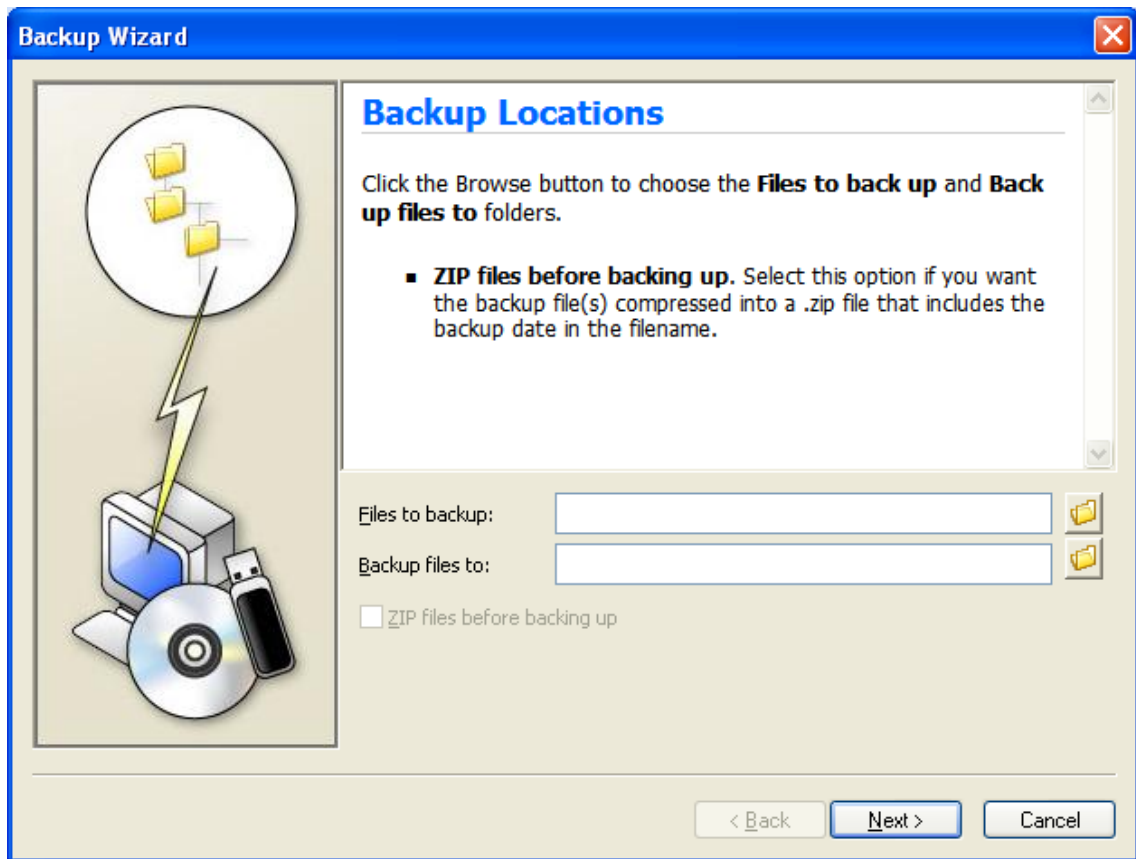 Backup Wizard
Backup Locations
Click the Browse button to choose the Files to back up and Back
up files to folders.
▪ ZIP files before backing up. Select this option if you want
the backup file(s) compressed into a .zip file that includes the
backup date in the filename.
Files to backup:
Backup files to:
ZIP files before backing up
< Back Next > Cancel